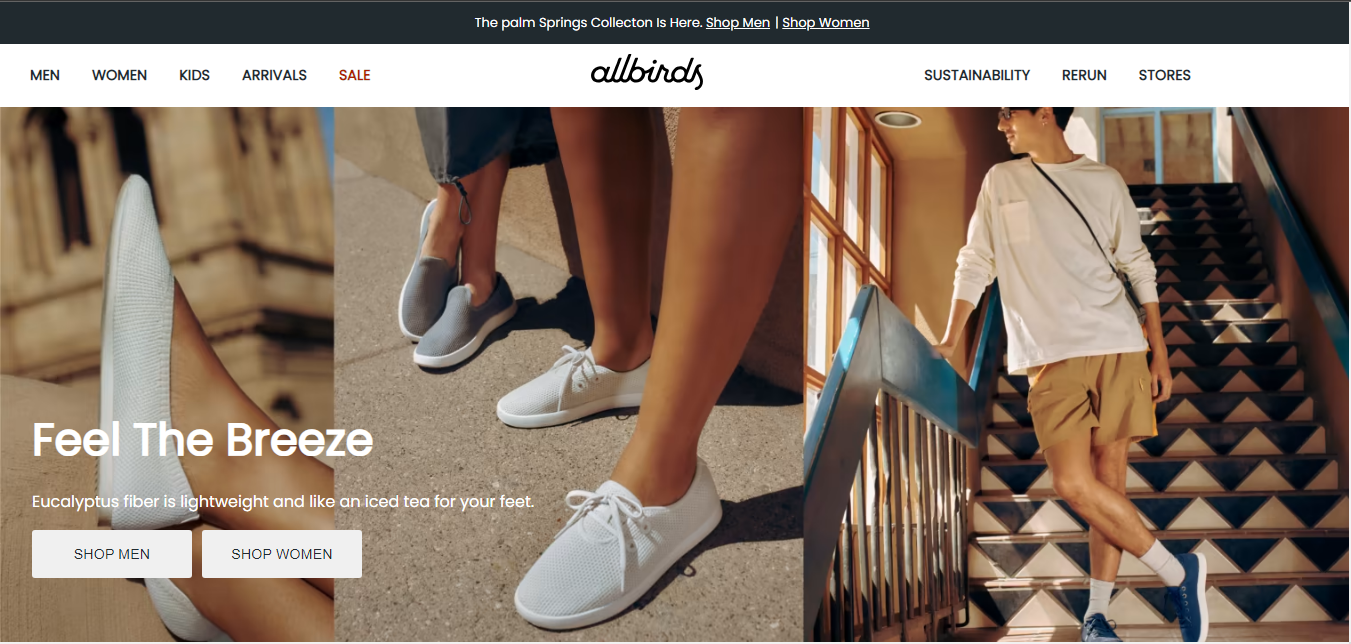 The palm Springs Collecton Is Here. Shop Men | Shop Women
MEN WOMEN KIDS ARRIVALS SALE allbirds SUSTAINABILITY RERUN STORES
Feel The Breeze
Eucalyptus fiber is lightweight and like an iced tea for your feet.
SHOP MEN SHOP WOMEN